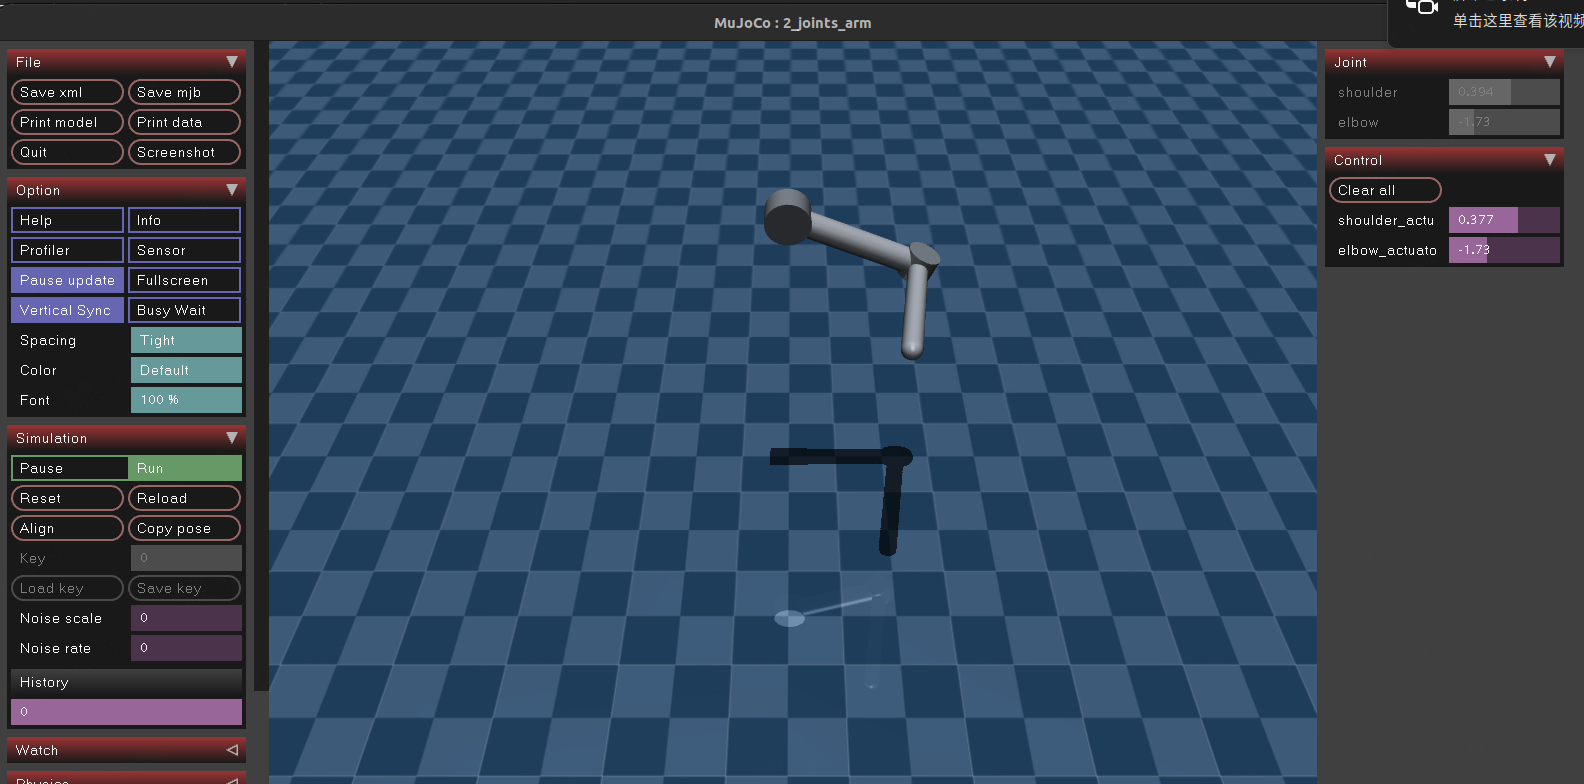 MuJoCo : 2_joints_arm
单击这里查看该视频
File
Save xml
Save mjb
Print model
Print data
Quit
Screenshot
Option
Help
Info
Profiler
Sensor
Pause update
Fullscreen
Vertical Sync
Busy Wait
Spacing
Tight
Color
Default
Font
100 %
Simulation
Pause
Run
Reset
Reload
Align
Copy pose
Key
0
Load key
Save key
Noise scale
0
Noise rate
0
History
0
Watch
Physics
Joint
shoulder
0.394
elbow
-1.73
Control
Clear all
shoulder_actu
0.377
elbow_actuato
-1.73